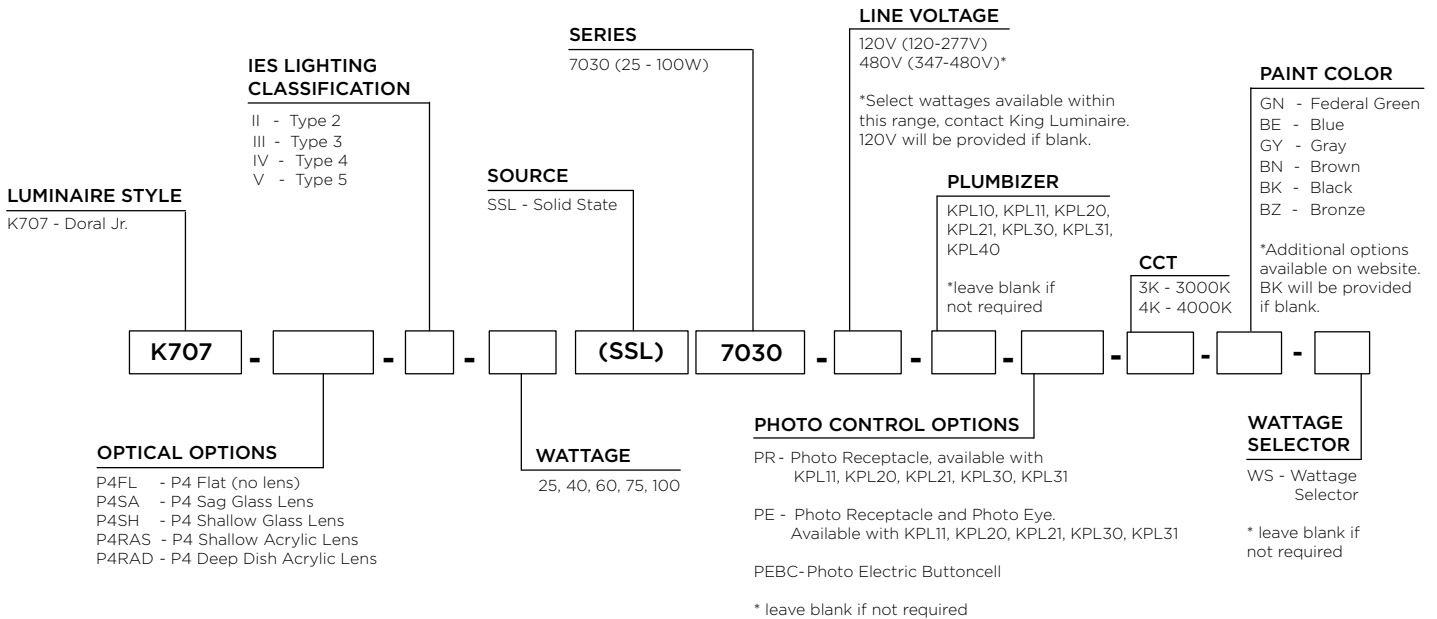 LINE VOLTAGE
120V (120-277V)
480V (347-480V)*
*Select wattages available within
this range, contact King Luminaire.
120V will be provided if blank.
SERIES
7030 (25 - 100W)
IES LIGHTING
CLASSIFICATION
II - Type 2
III - Type 3
IV - Type 4
V - Type 5
PAINT COLOR
GN - Federal Green
BE - Blue
GY - Gray
BN - Brown
BK - Black
BZ - Bronze
*Additional options
available on website.
BK will be provided
if blank.
SOURCE
SSL - Solid State
LUMINAIRE STYLE
K707 - Doral Jr.
PLUMBIZER
KPL10, KPL11, KPL20,
KPL21, KPL30, KPL31,
KPL40
*leave blank if
not required
CCT
3K - 3000K
4K - 4000K
K707 - - - (SSL) 7030 - - - - - -
OPTICAL OPTIONS
P4FL - P4 Flat (no lens)
P4SA - P4 Sag Glass Lens
P4SH - P4 Shallow Glass Lens
P4RAS - P4 Shallow Acrylic Lens
P4RAD - P4 Deep Dish Acrylic Lens
WATTAGE
25, 40, 60, 75, 100
PHOTO CONTROL OPTIONS
PR - Photo Receptacle, available with
KPL11, KPL20, KPL21, KPL30, KPL31
PE - Photo Receptacle and Photo Eye.
Available with KPL11, KPL20, KPL21, KPL30, KPL31
PEBC-Photo Electric Buttoncell
* leave blank if not required
WATTAGE
SELECTOR
WS - Wattage
Selector
* leave blank if
not required